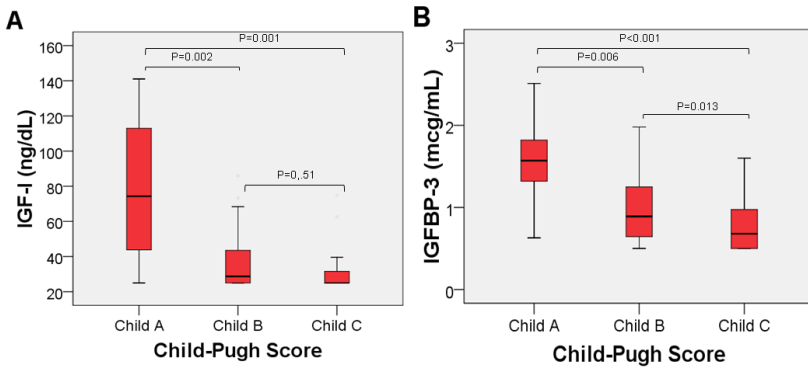 A
P=0.001
P=0.002
P=0,.51
160
140
120
100
80
60
40
20
IGF-I (ng/dL)
Child A Child B Child C
Child-Pugh Score
B
P<0.001
P=0.006
P=0.013
3
2
1
0
IGFBP-3 (mcg/mL)
Child A Child B Child C
Child-Pugh Score